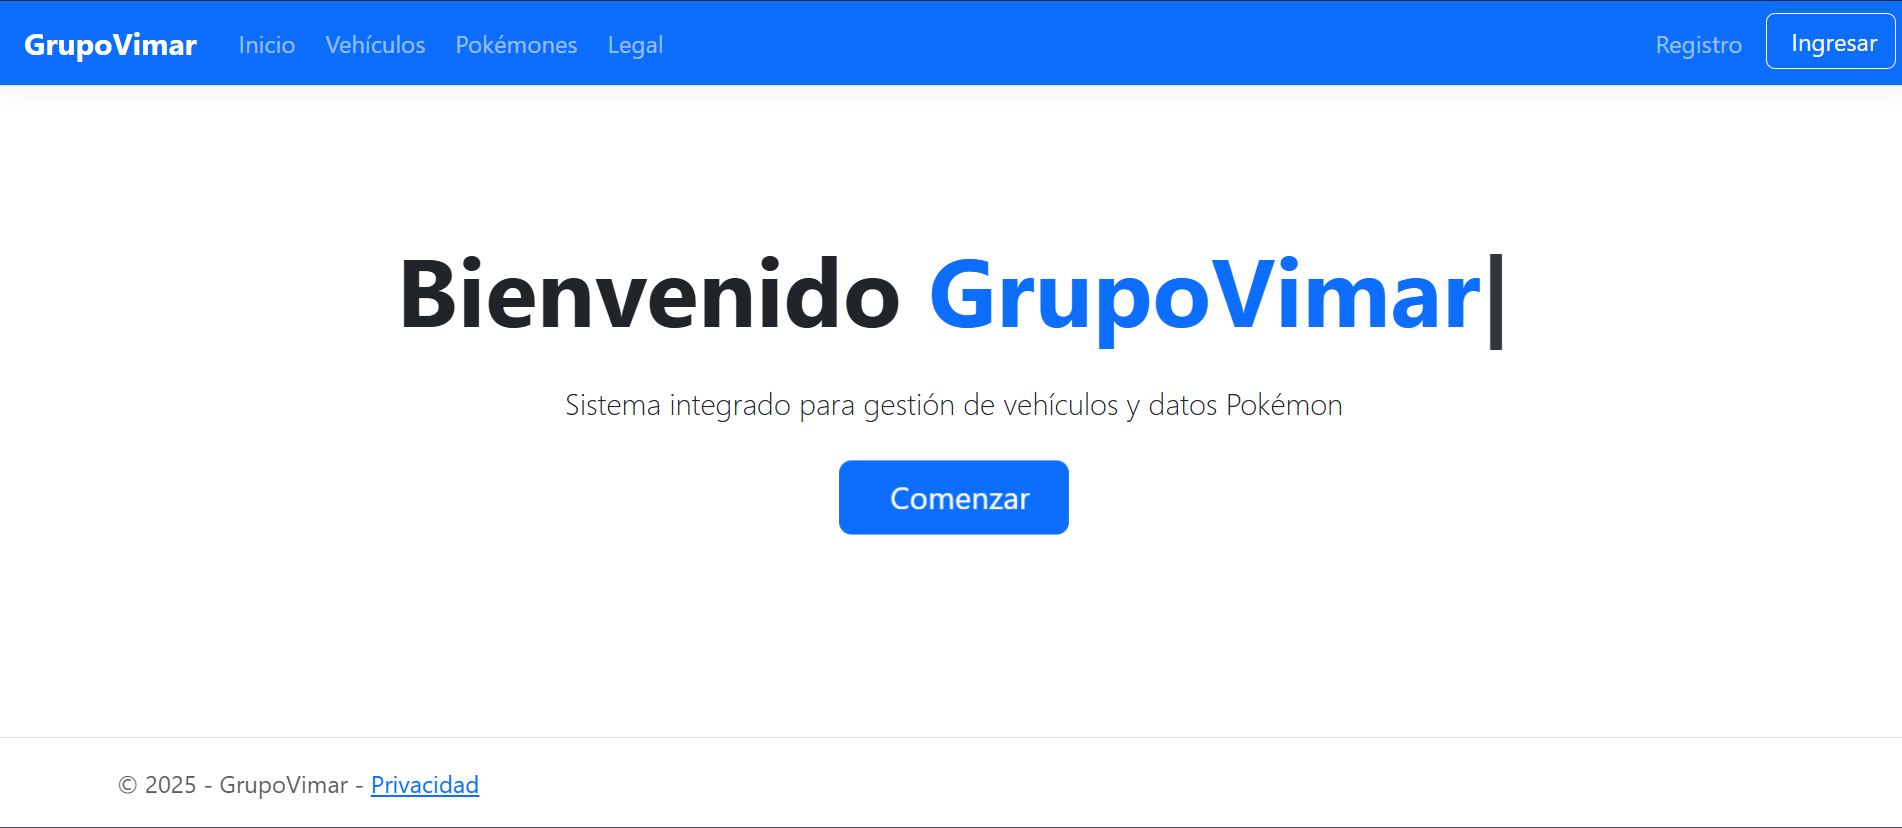 GrupoVimar Inicio Vehículos Pokémones Legal Registro Ingresar
Bienvenido GrupoVimar|
Sistema integrado para gestión de vehículos y datos Pokémon
Comenzar
© 2025 - GrupoVimar - Privacidad